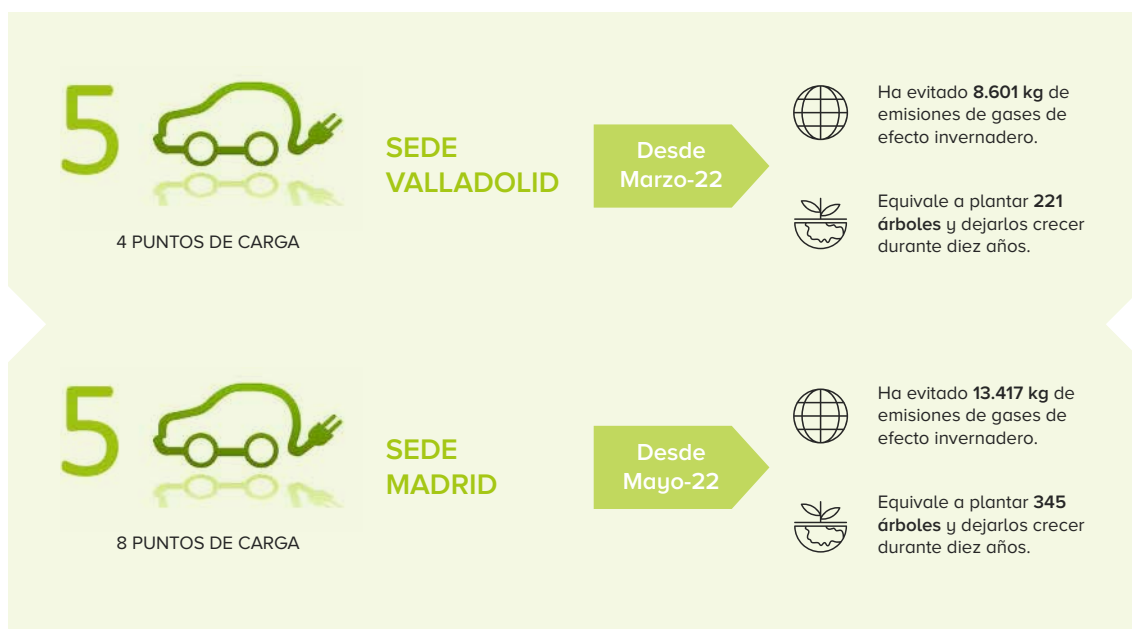 5
4 PUNTOS DE CARGA
SEDE
VALLADOLID
Desde
Marzo-22
Ha evitado 8.601 kg de
emisiones de gases de
efecto invernadero.
Equivale a plantar 221
árboles y dejarlos crecer
durante diez años.
5
8 PUNTOS DE CARGA
SEDE
MADRID
Desde
Mayo-22
Ha evitado 13.417 kg de
emisiones de gases de
efecto invernadero.
Equivale a plantar 345
árboles y dejarlos crecer
durante diez años.